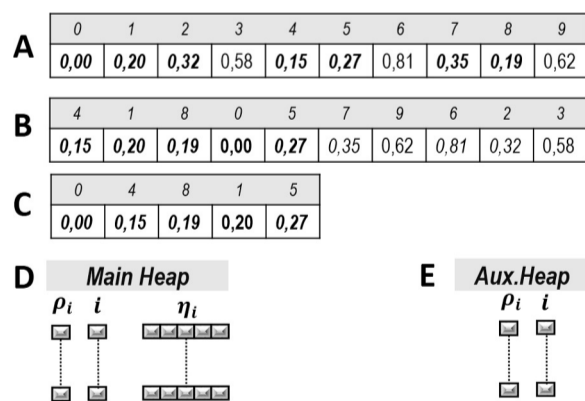 0 1 2 3 4 5 6 7 8 9
A 0,00 0,20 0,32 0,58 0,15 0,27 0,81 0,35 0,19 0,62
4 1 8 0 5 7 9 6 2 3
B 0,15 0,20 0,19 0,00 0,27 0,35 0,62 0,81 0,32 0,58
0 4 8 1 5
C 0,00 0,15 0,19 0,20 0,27
D Main Heap E Aux.Heap
ρi i ηi ρi i